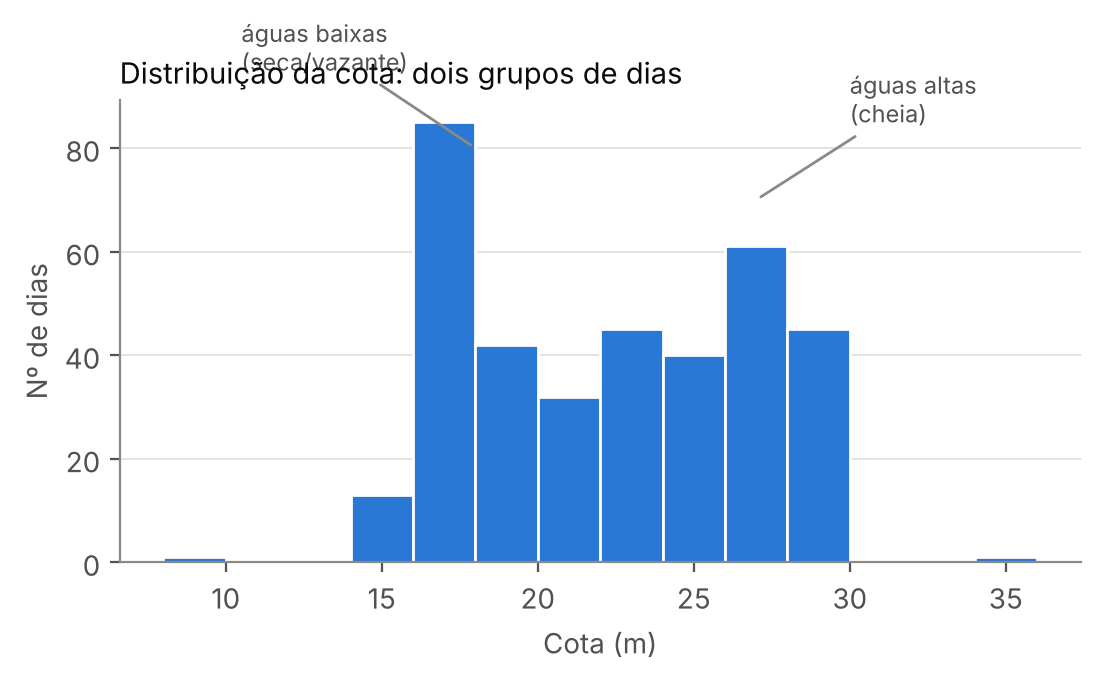 águas baixas
(seca/vazante)
Distribuição da cota: dois grupos de dias
águas altas
(cheia)
80
60
40
20
0
Nº de dias
10 15 20 25 30 35
Cota (m)